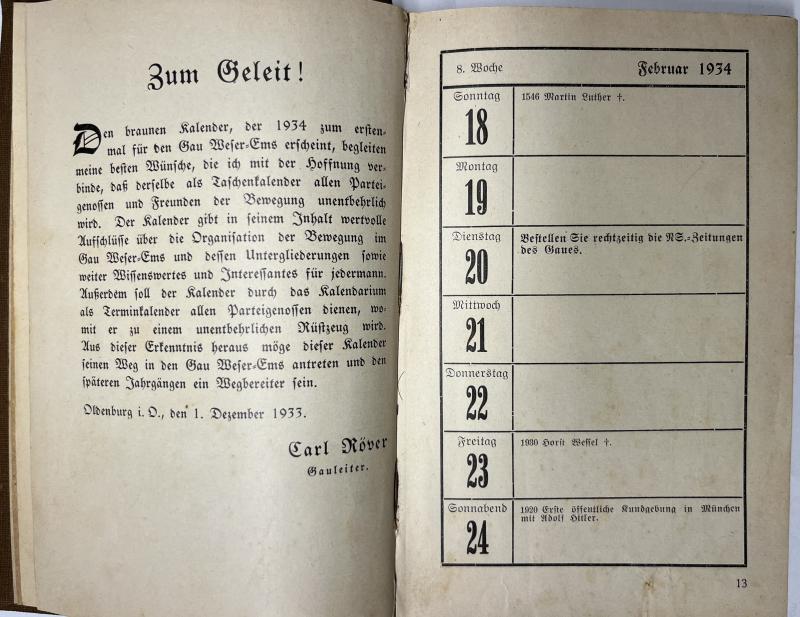 Zum Geleit!
Den braunen Kalender, der 1934 zum ersten-
mal für den Gau Weser-Ems erscheint, begleiten
meine besten Wünsche, die ich mit der Hoffnung ver-
binde, daß derselbe als Taschenkalender allen Partei-
genossen und Freunden der Bewegung unentbehrlich
wird. Der Kalender gibt in seinem Inhalt wertvolle
Aufschlüsse über die Organisation der Bewegung im
Gau Weser-Ems und dessen Untergliederungen sowie
weiter Wissenswertes und Interessantes für jedermann.
Außerdem soll der Kalender durch das Kalendarium
als Terminkalender allen Parteigenossen dienen, wo-
mit er zu einem unentbehrlichen Rüstzeug wird.
Aus dieser Erkenntnis heraus möge dieser Kalender
seinen Weg in den Gau Weser-Ems antreten und den
späteren Jahrgängen ein Wegbereiter sein.
Oldenburg i. O., den 1. Dezember 1933.
Carl Röver
Gauleiter.
8. Woche Februar 1934
Sonntag
18
1546 Martin Luther †.
Montag
19
Dienstag
20
Bestellen Sie rechtzeitig die NS.-Zeitungen
des Gaues.
Mittwoch
21
Donnerstag
22
Freitag
23
1930 Horst Wessel †.
Sonnabend
24
1920 Erste öffentliche Kundgebung in München
mit Adolf Hitler.
13